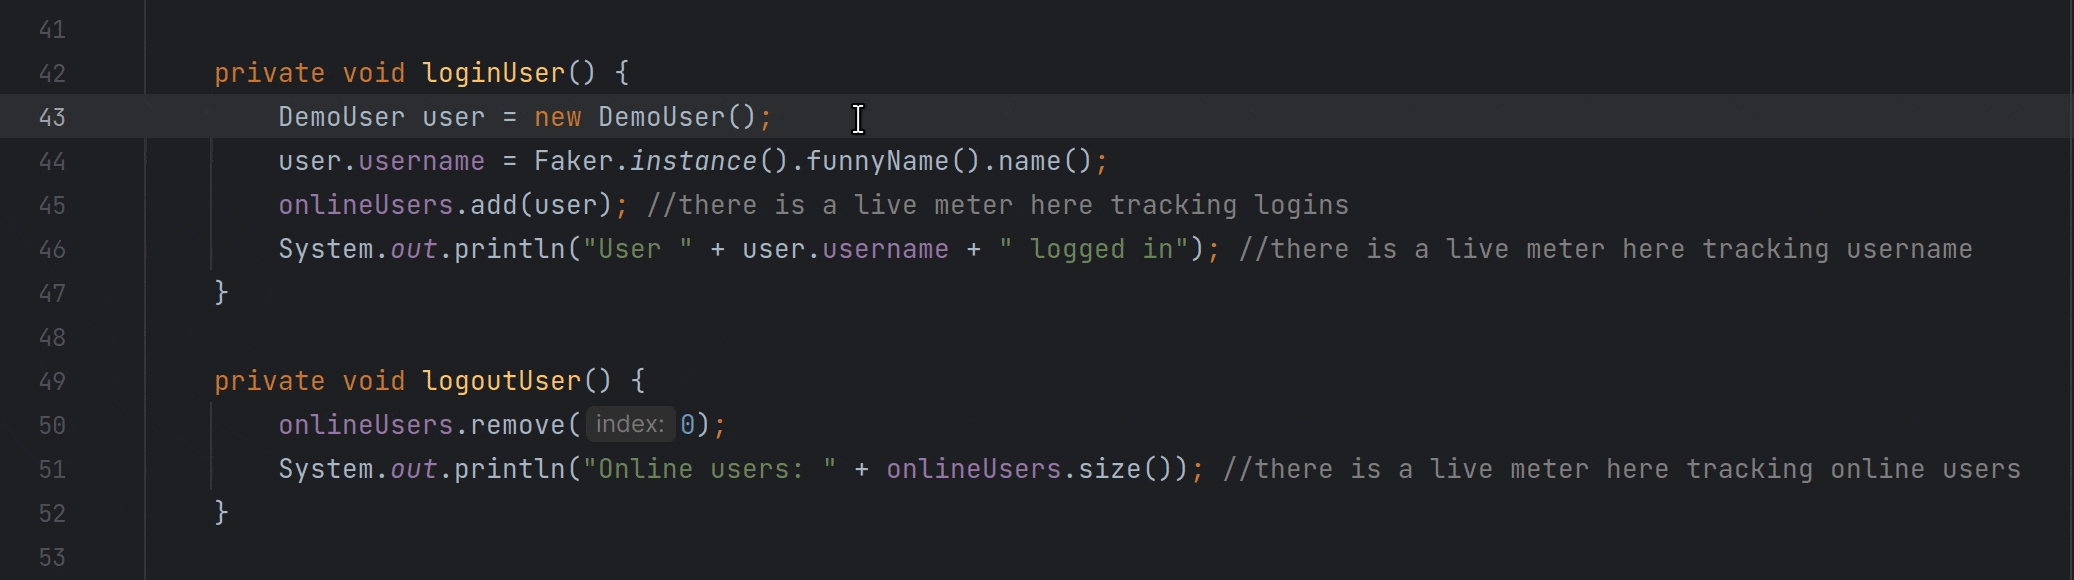 41
42 private void loginUser() {
43 DemoUser user = new DemoUser();
44 user.username = Faker.instance().funnyName().name();
45 onlineUsers.add(user); //there is a live meter here tracking logins
46 System.out.println("User " + user.username + " logged in"); //there is a live meter here tracking username
47 }
48
49 private void logoutUser() {
50 onlineUsers.remove( index: 0);
51 System.out.println("Online users: " + onlineUsers.size()); //there is a live meter here tracking online users
52 }
53